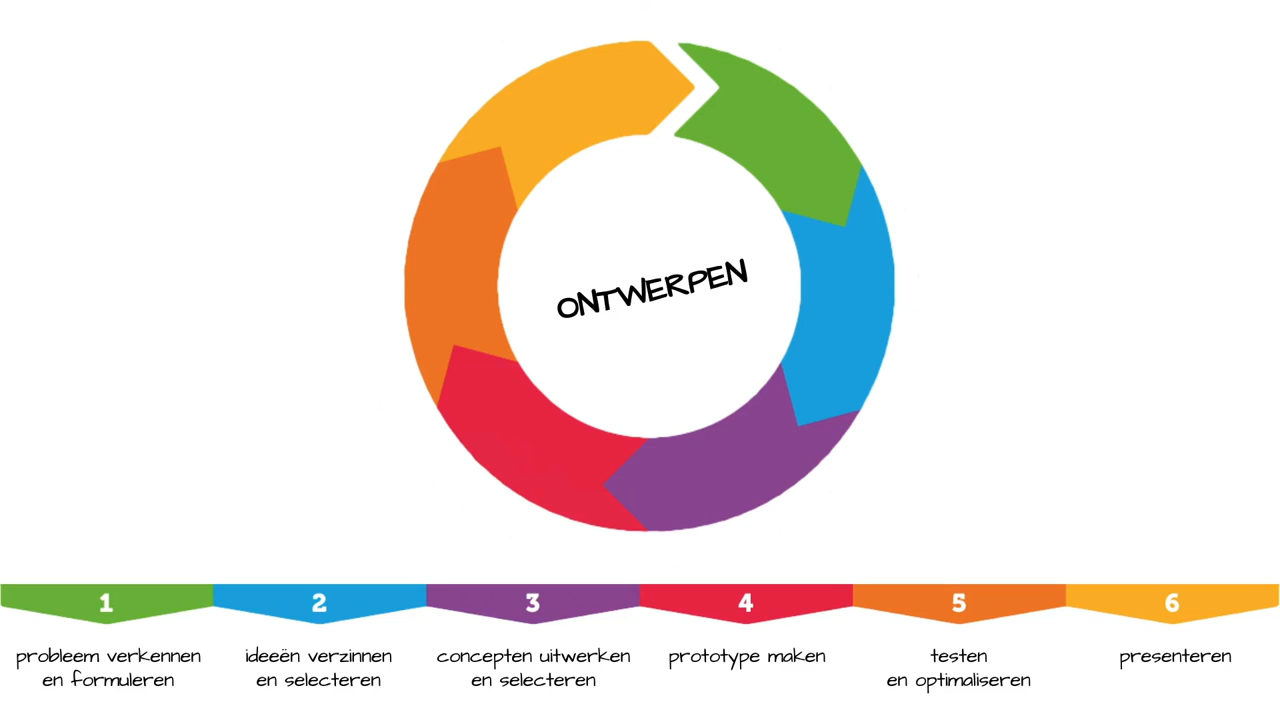 ONTWERPEN
1
2
3
4
5
6
probleem verkennen
en formuleren
ideeën verzinnen
en selecteren
concepten uitwerken
en selecteren
prototype maken
testen
en optimaliseren
presenteren